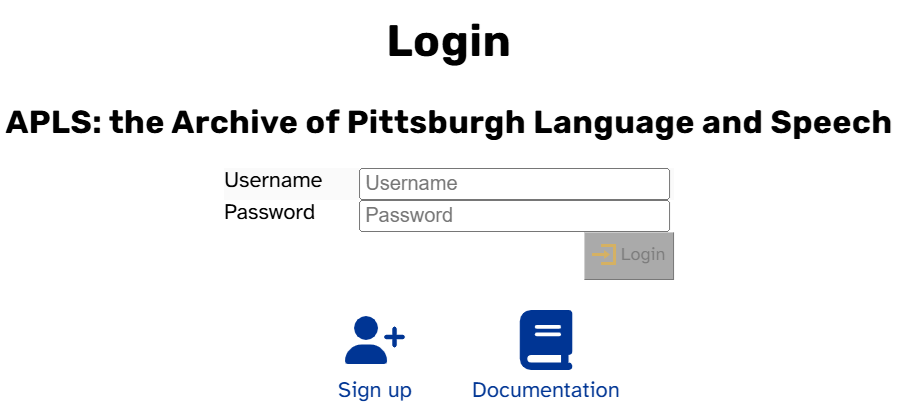 Login
APLS: the Archive of Pittsburgh Language and Speech
Username Username
Password Password
Login
Sign up Documentation